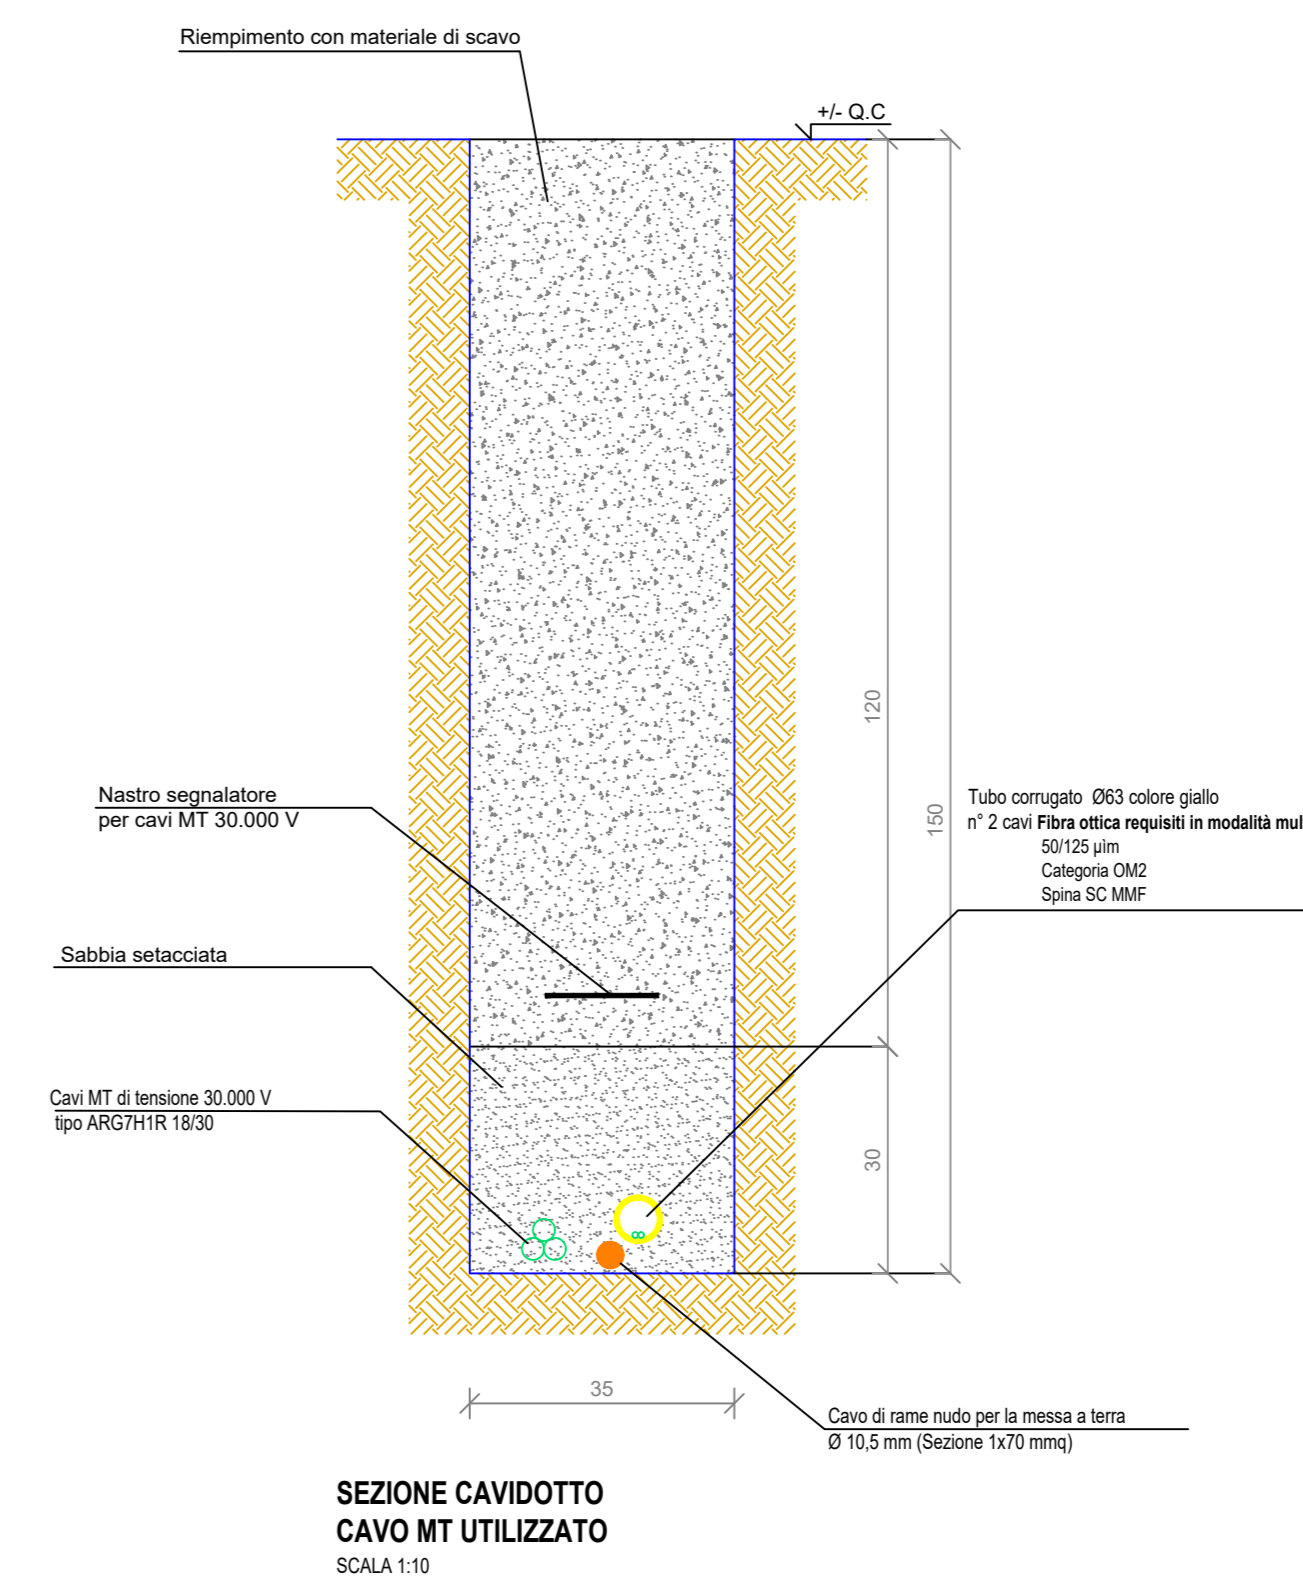 Riempimento con materiale di scavo
+/- Q.C
120
150
Nastro segnalatore
per cavi MT 30.000 V
Tubo corrugato Ø63 colore giallo
n° 2 cavi Fibra ottica requisiti in modalità mul
50/125 µìm
Categoria OM2
Spina SC MMF
Sabbia setacciata
Cavi MT di tensione 30.000 V
tipo ARG7H1R 18/30
30
35
Cavo di rame nudo per la messa a terra
Ø 10,5 mm (Sezione 1x70 mmq)
SEZIONE CAVIDOTTO
CAVO MT UTILIZZATO
SCALA 1:10